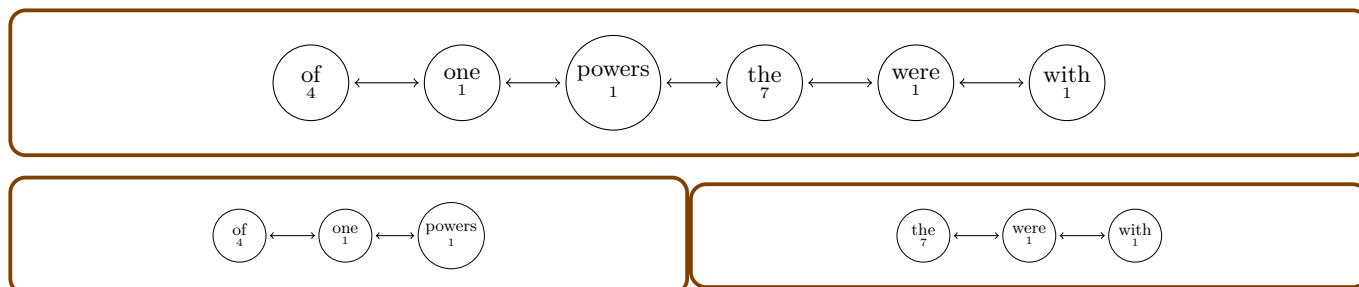 of one powers the were with
4 1 1 7 1 1
of one powers
4 1 1
the were with
7 1 1